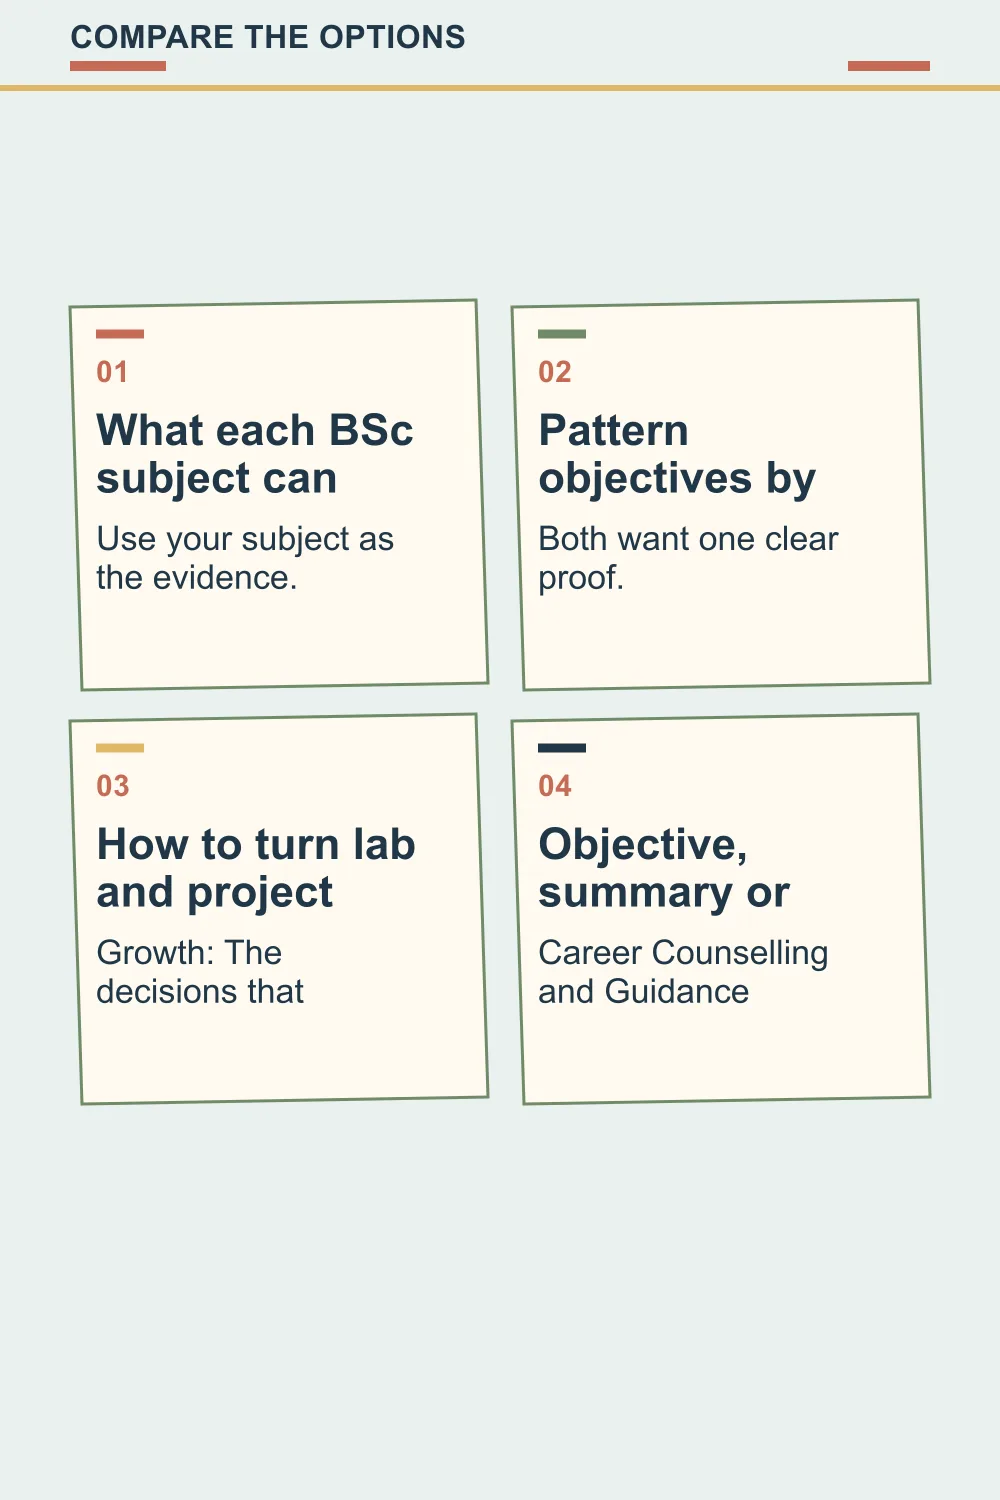 COMPARE THE OPTIONS
01
What each BSc
subject can
Use your subject as
the evidence.
02
Pattern
objectives by
Both want one clear
proof.
03
How to turn lab
and project
Growth: The
decisions that
04
Objective,
summary or
Career Counselling
and Guidance